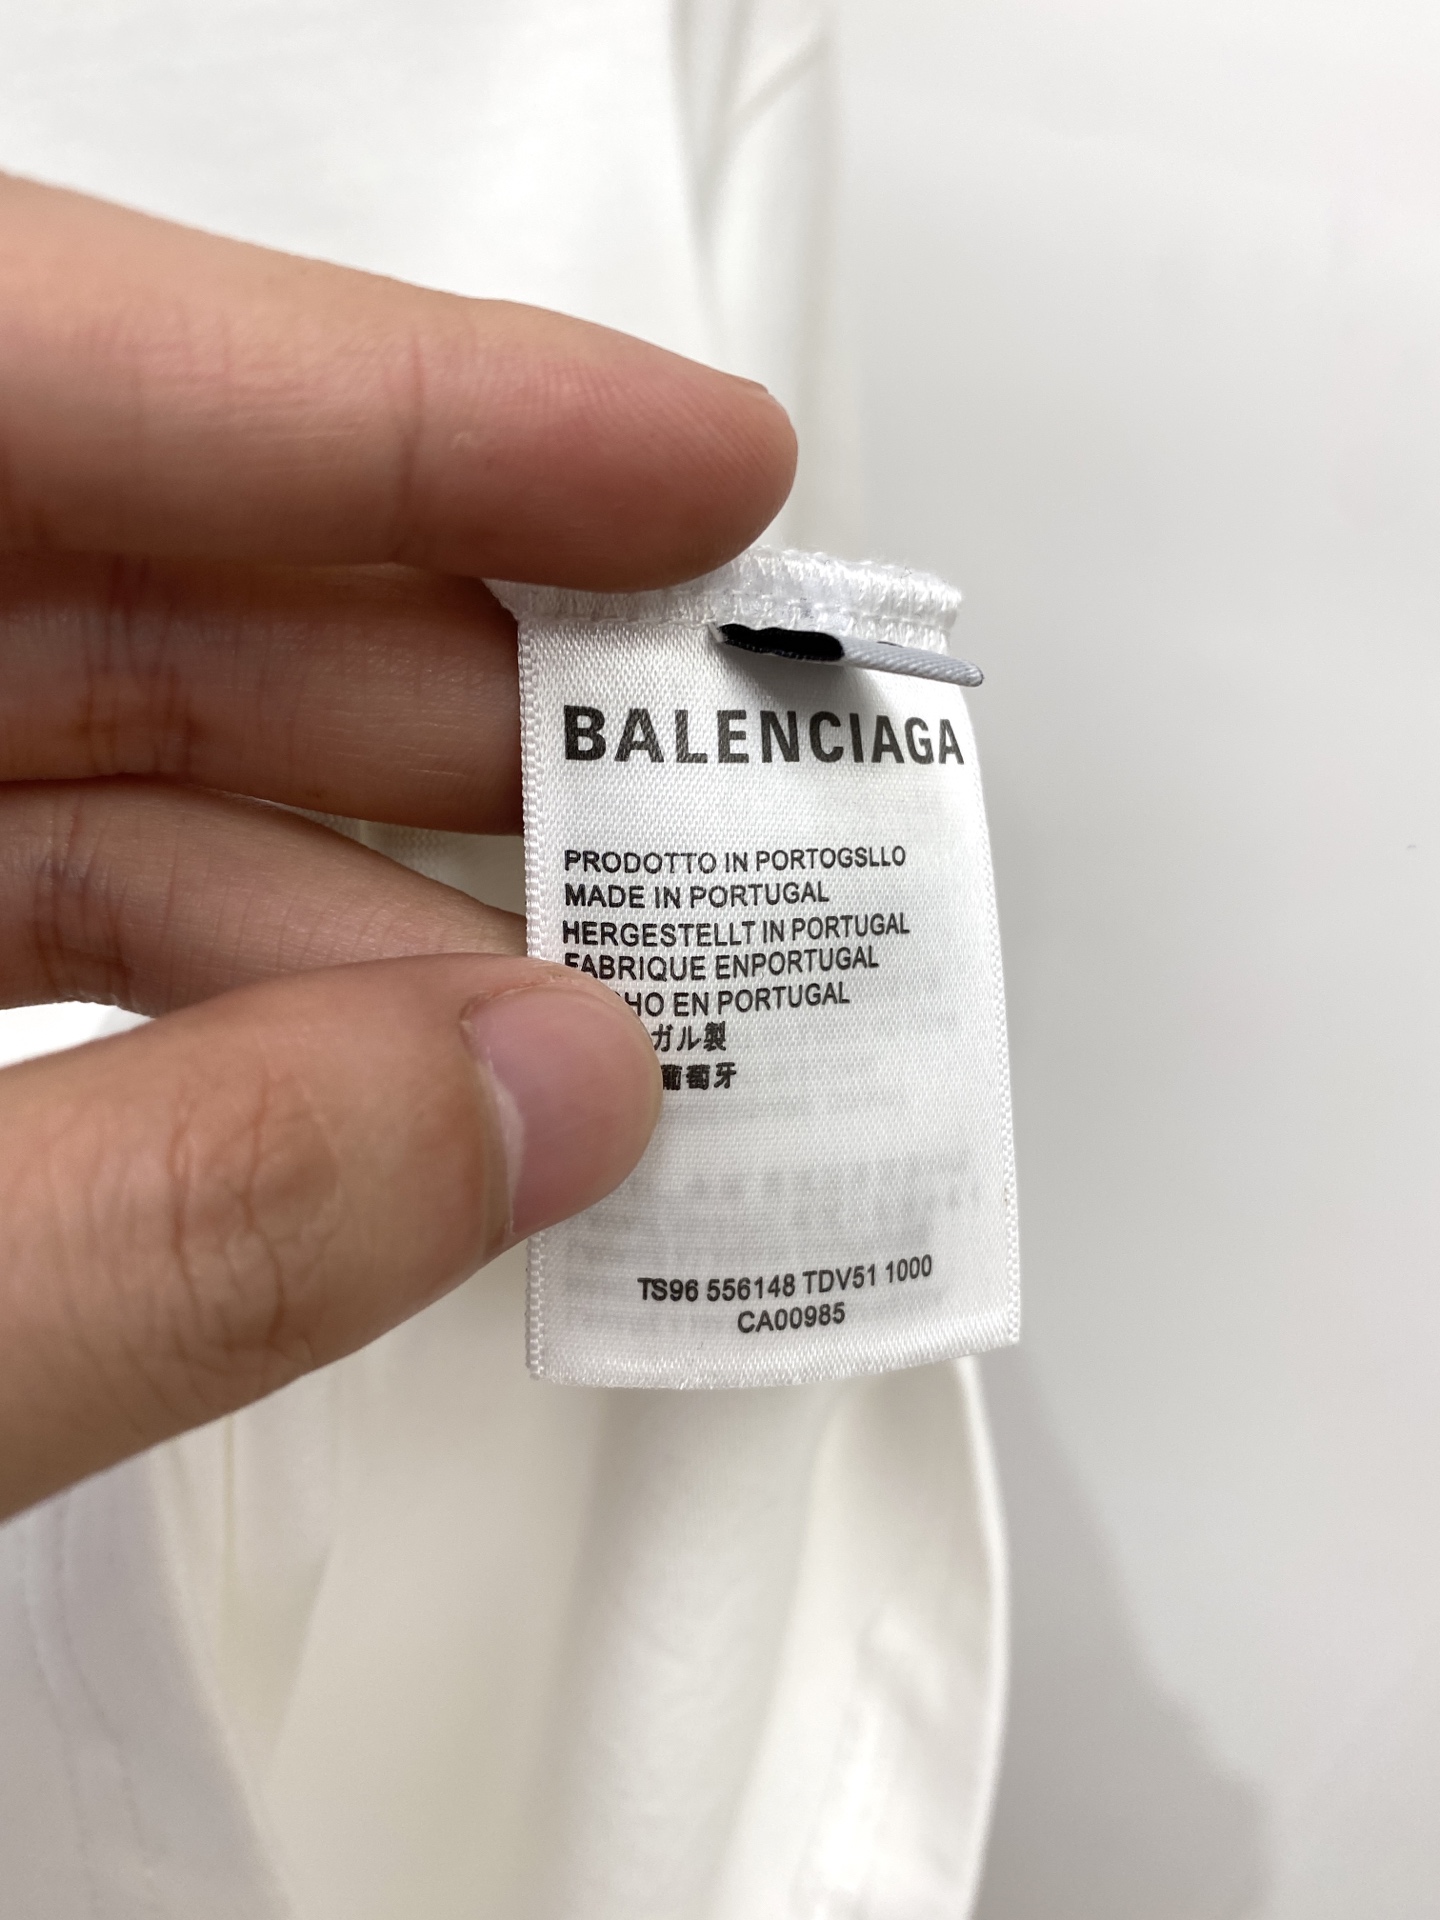 BALENCIAGA
PRODOTTO IN PORTOGSLLO
MADE IN PORTUGAL
HERGESTELLT IN PORTUGAL
FABRIQUE ENPORTUGAL
HO EN PORTUGAL
ガル製
葡萄牙
TS96 556148 TDV51 1000
CA00985